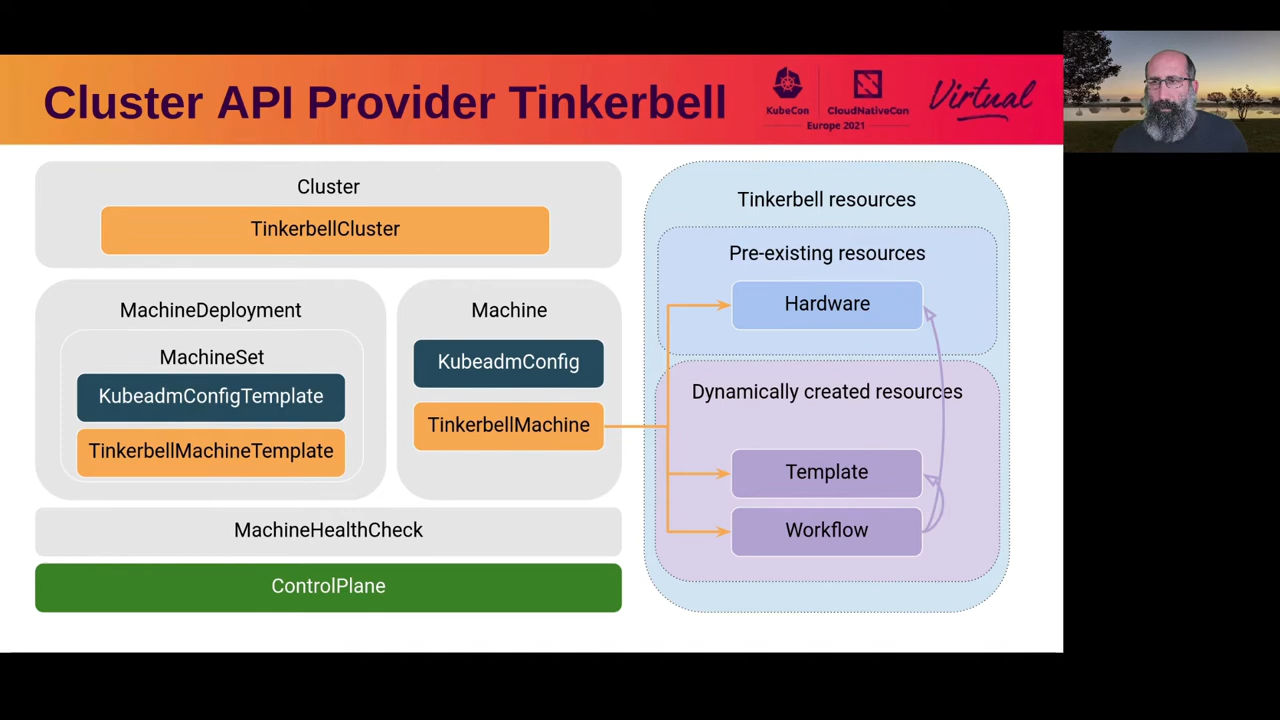 Cluster API Provider Tinkerbell
KubeCon
CloudNativeCon
Europe 2021
Virtual
Cluster
TinkerbellCluster
MachineDeployment
MachineSet
KubeadmConfigTemplate
TinkerbellMachineTemplate
Machine
KubeadmConfig
TinkerbellMachine
MachineHealthCheck
ControlPlane
Tinkerbell resources
Pre-existing resources
Hardware
Dynamically created resources
Template
Workflow